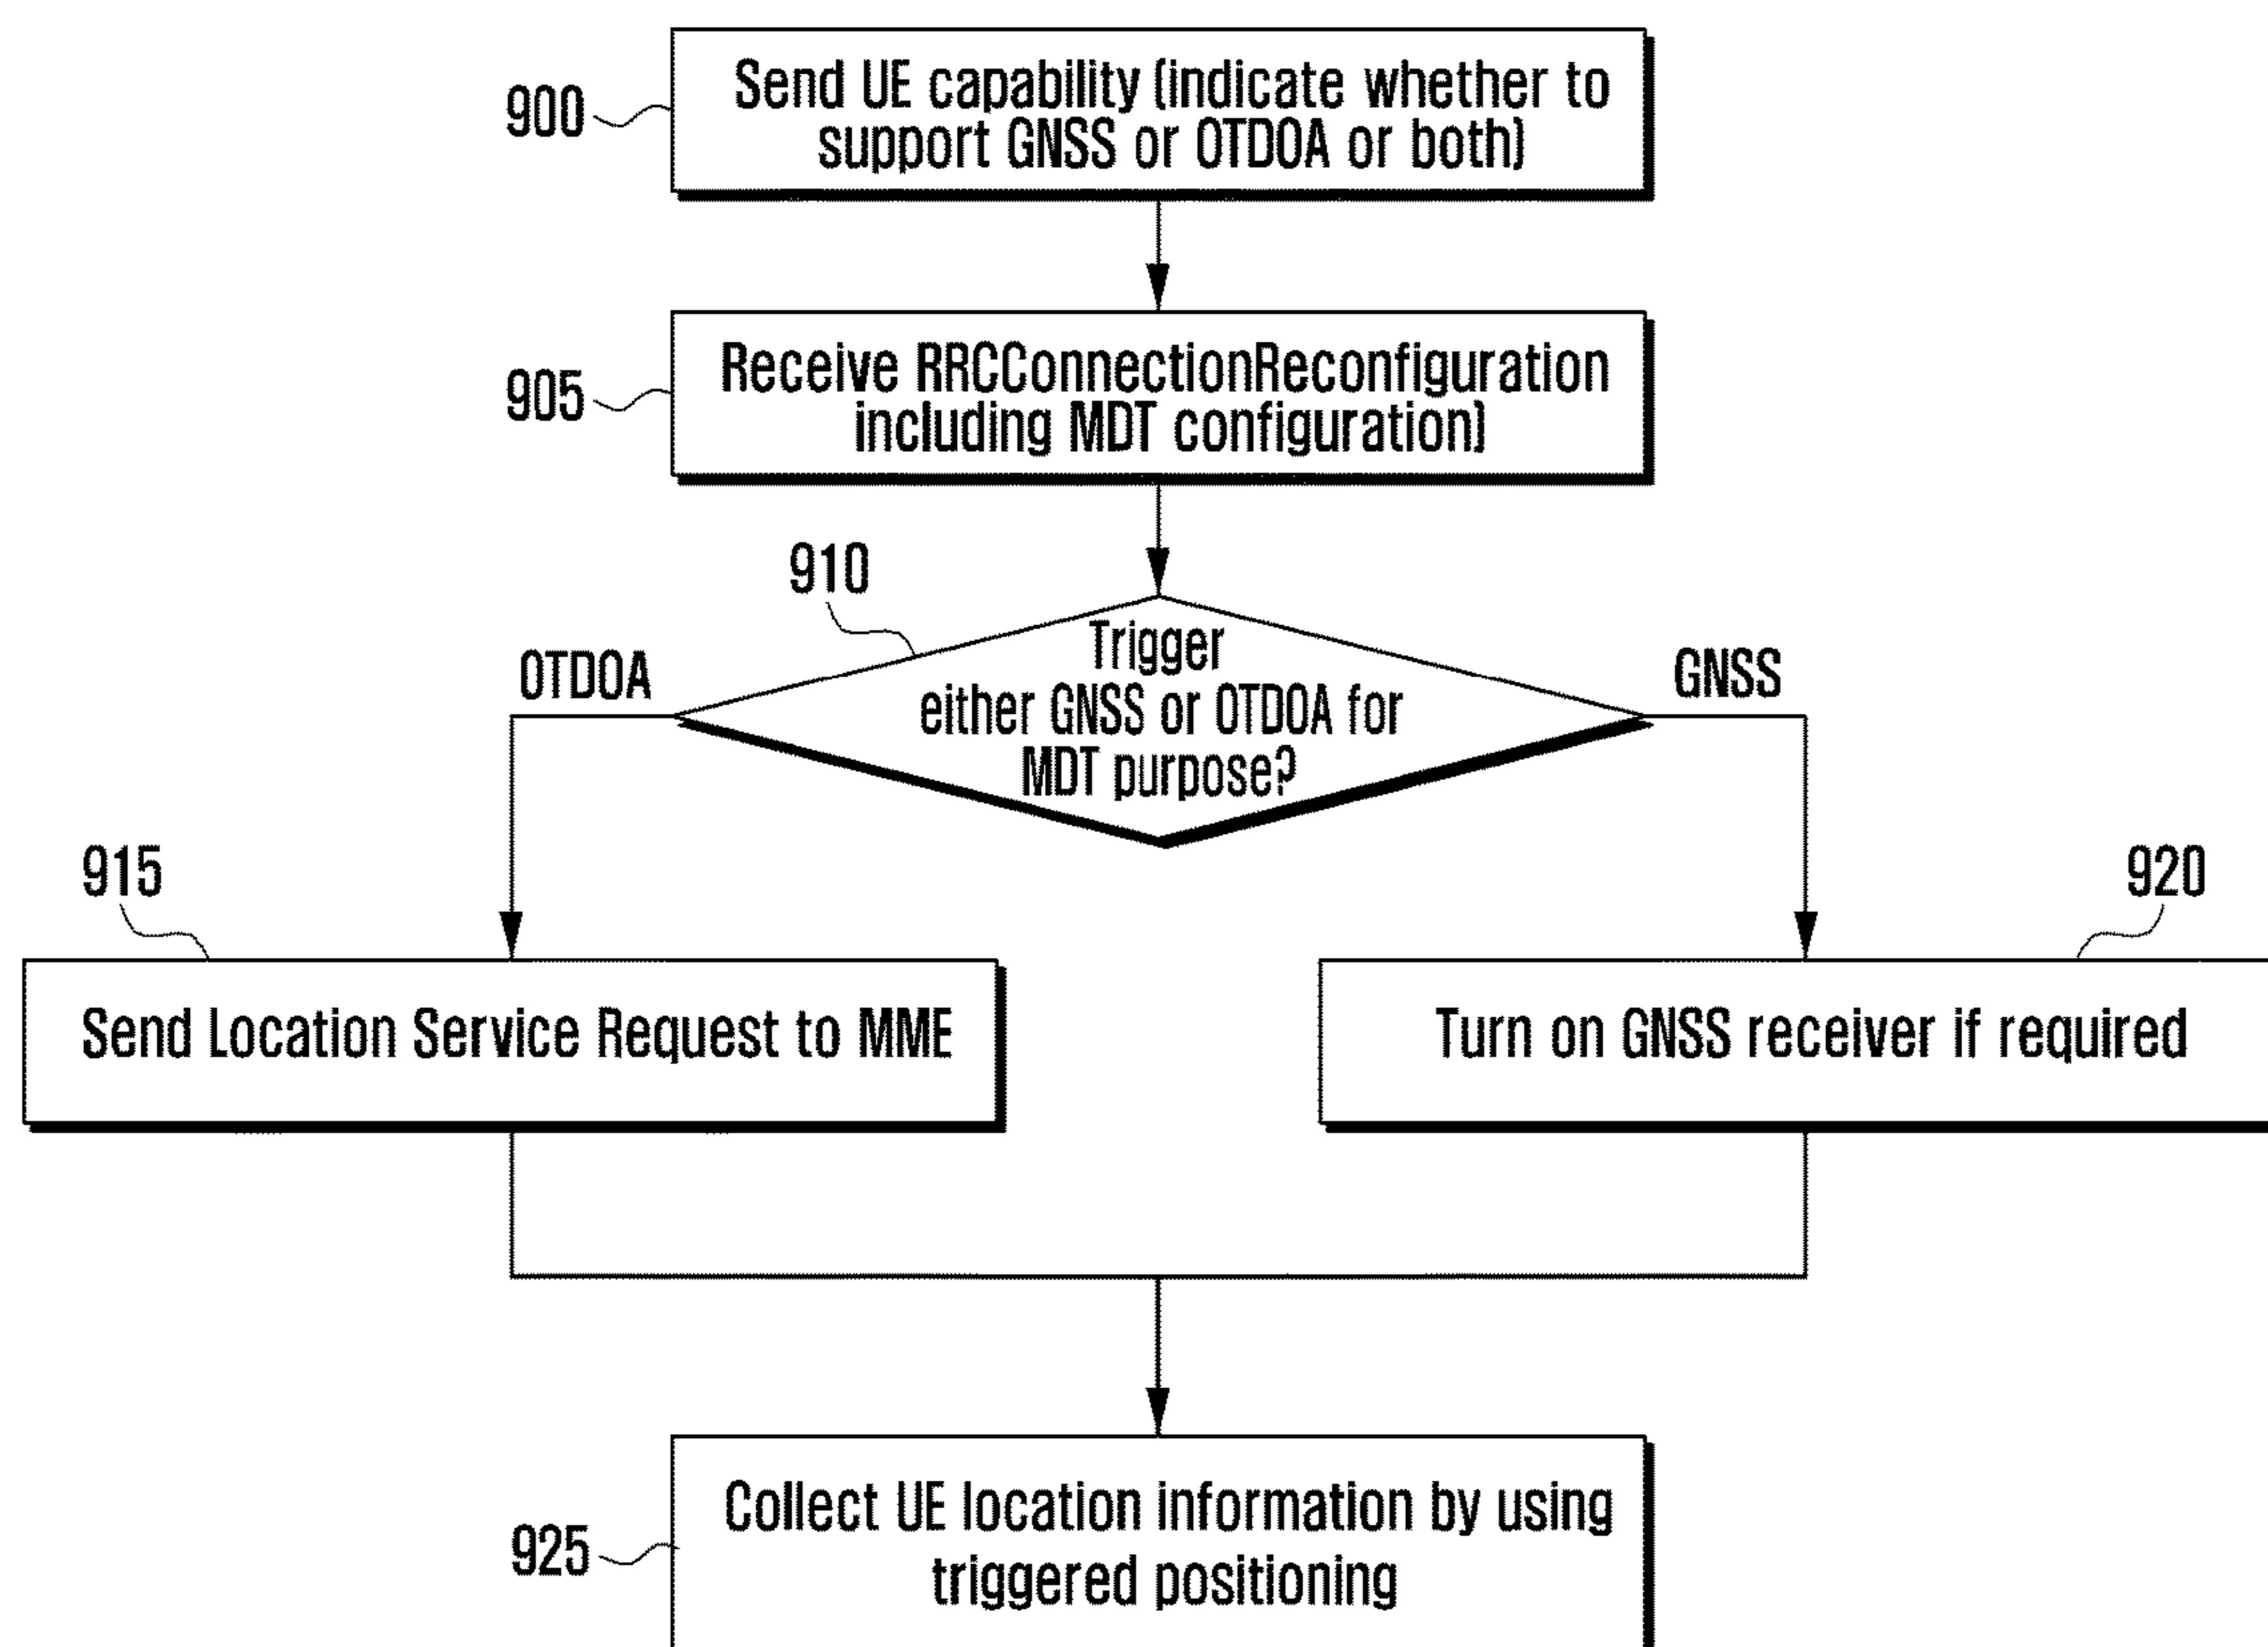 900
Send UE capability (indicate whether to
support GNSS or OTDOA or both)
905
Receive RRCConnectionReconfiguration
including MDT configuration)
910
Trigger
either GNSS or OTDOA for
MDT purpose?
OTDOA
GNSS
915
Send Location Service Request to MME
920
Turn on GNSS receiver if required
925
Collect UE location information by using
triggered positioning